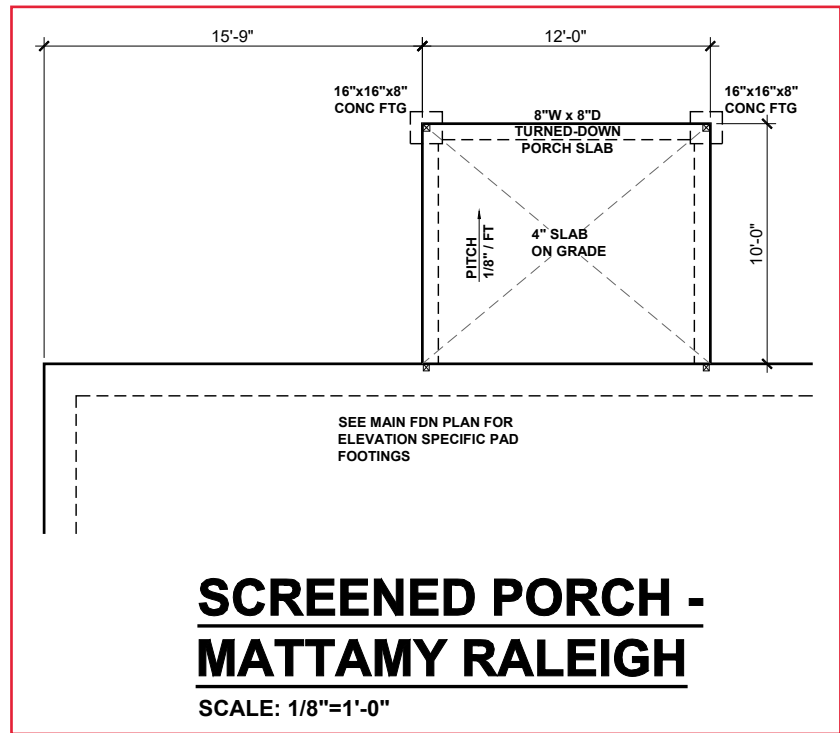 15'-9"
12'-0"
16"x16"x8"
CONC FTG
8"W x 8"D
TURNED-DOWN
PORCH SLAB
16"x16"x8"
CONC FTG
PITCH
1/8" / FT
4" SLAB
ON GRADE
10'-0"
SEE MAIN FDN PLAN FOR
ELEVATION SPECIFIC PAD
FOOTINGS
SCREENED PORCH -
MATTAMY RALEIGH
SCALE: 1/8"=1'-0"